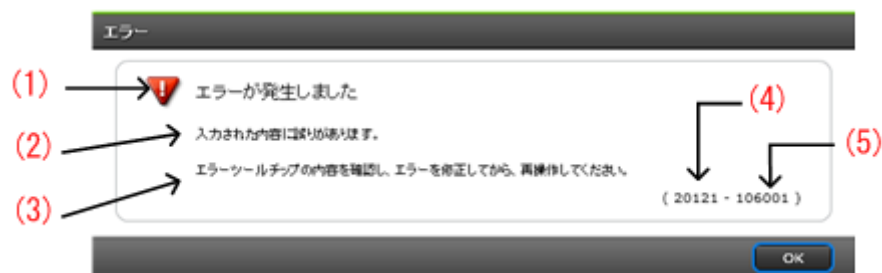 エラー
(1)
エラーが発生しました
(4)
(2)
入力された内容に誤りがあります。
(5)
エラーツールチップの内容を確認し、エラーを修正してから、再操作してください。
(3)
( 20121 - 106001 )
OK